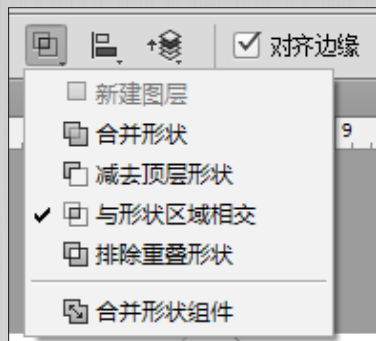 对齐边缘
新建图层
合并形状
9
减去顶层形状
与形状区域相交
排除重叠形状
合并形状组件